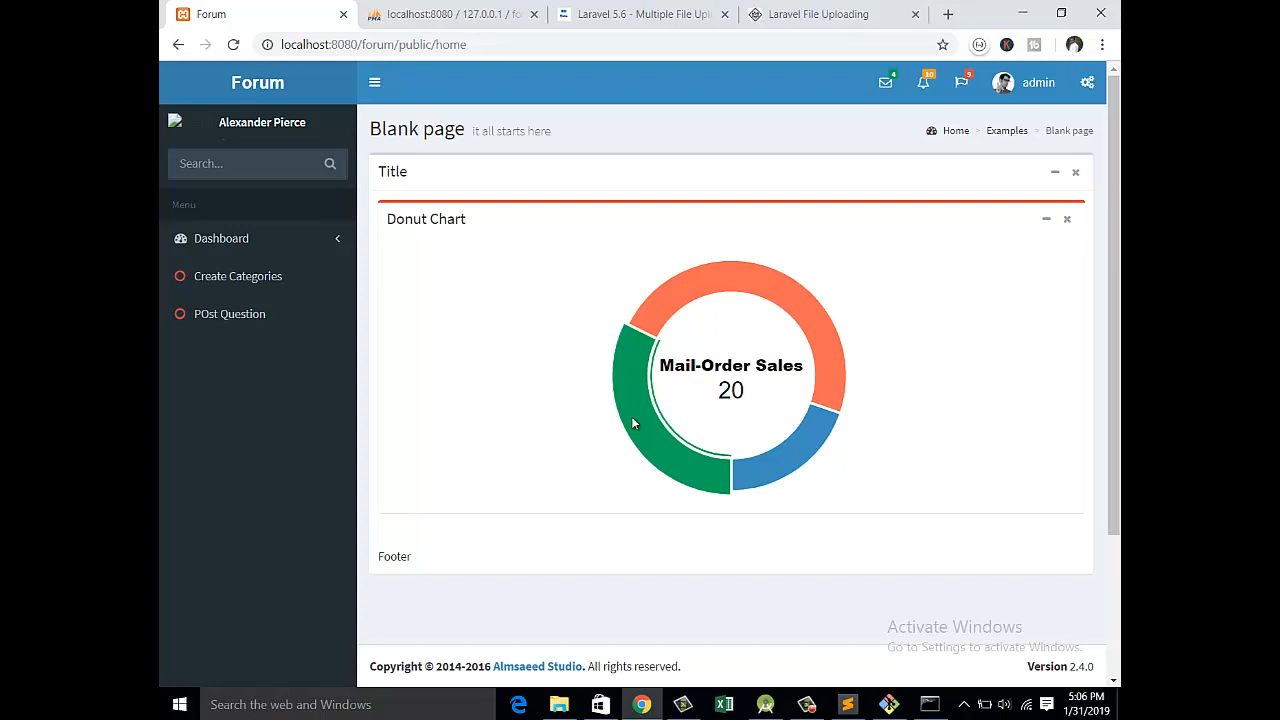 Forum
localhost:8080 / 127.0.0.1 / fo
Laravel 5.6 - Multiple File Upl
Laravel File Uploading
localhost:8080/forum/public/home
Forum
4
10
9
admin
Alexander Pierce
Search...
Menu
Dashboard
Create Categories
POst Question
Blank page it all starts here
Home > Examples > Blank page
Title
Donut Chart
Mail-Order Sales
20
Footer
Activate Windows
Go to Settings to activate Windows.
Copyright © 2014-2016 Almsaeed Studio. All rights reserved.
Version 2.4.0
Search the web and Windows
5:06 PM
1/31/2019